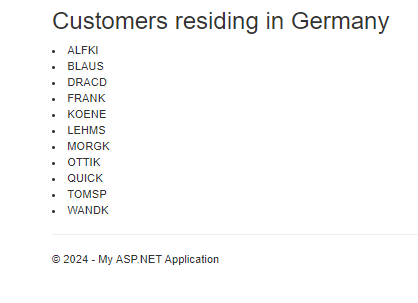 Customers residing in Germany
• ALFKI
• BLAUS
• DRACD
• FRANK
• KOENE
• LEHMS
• MORGK
• OTTIK
• QUICK
• TOMSP
• WANDK
© 2024 - My ASP.NET Application